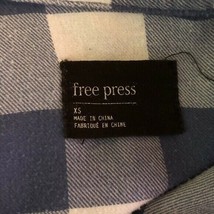 free press
XS
MADE IN CHINA
FABRIQUÉ EN CHINE